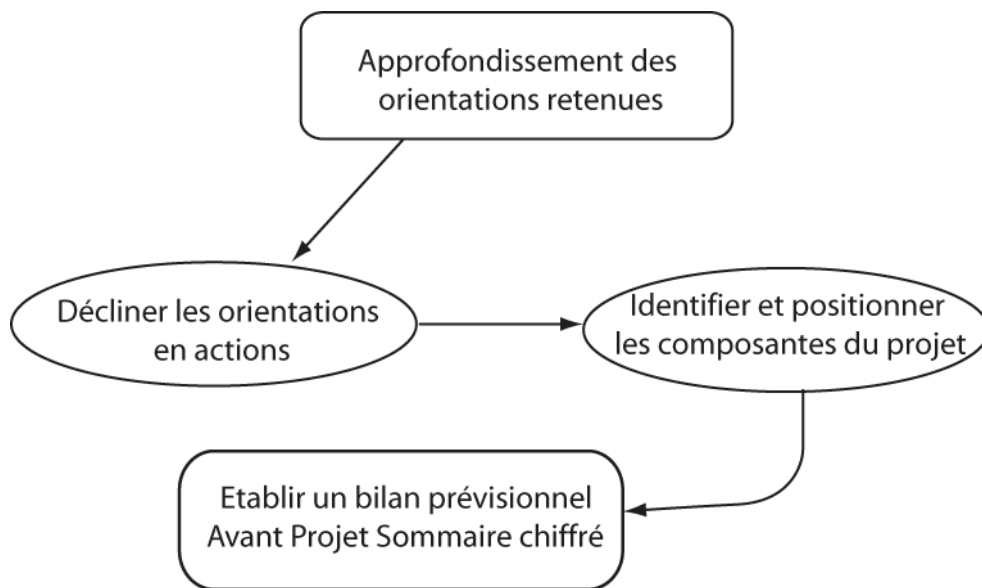 Approfondissement des
orientations retenues
Décliner les orientations
en actions
Identifier et positionner
les composantes du projet
Etablir un bilan prévisionnel
Avant Projet Sommaire chiffré